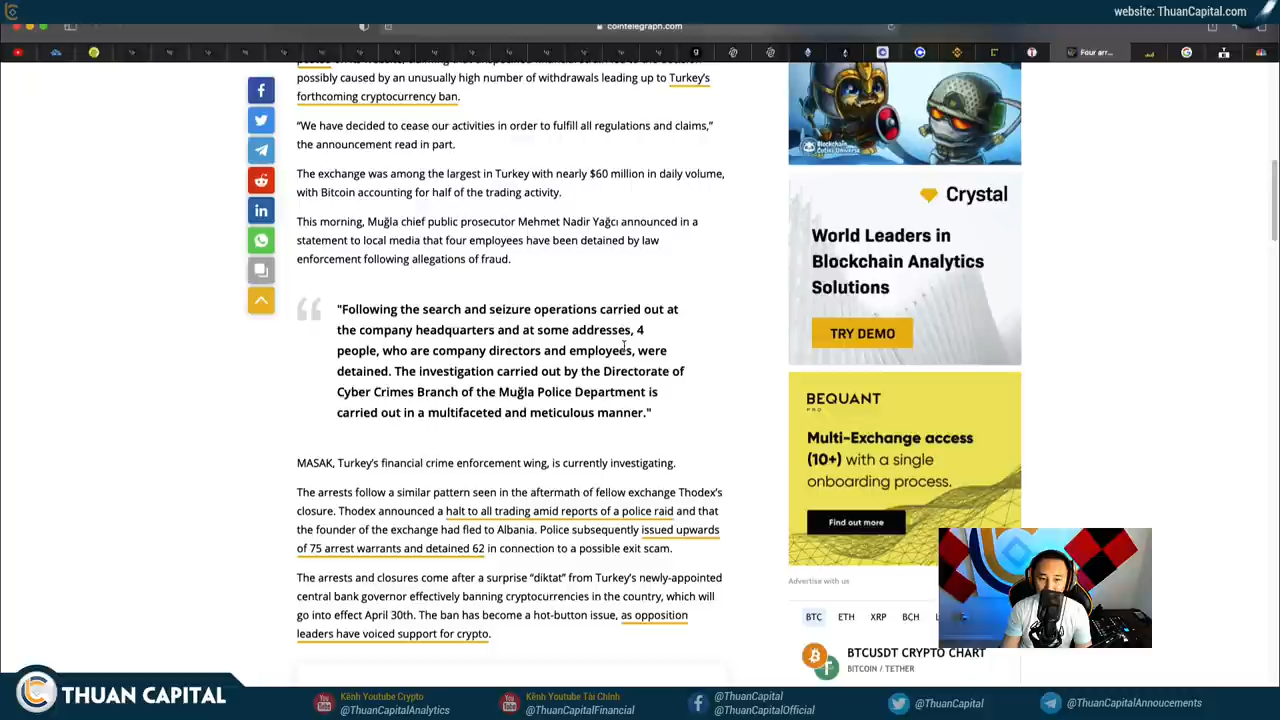 website: ThuanCapital.com
cointelegraph.com
Four arr...
possibly caused by an unusually high number of withdrawals leading up to Turkey's
forthcoming cryptocurrency ban.
“We have decided to cease our activities in order to fulfill all regulations and claims,”
the announcement read in part.
The exchange was among the largest in Turkey with nearly $60 million in daily volume,
with Bitcoin accounting for half of the trading activity.
This morning, Muğla chief public prosecutor Mehmet Nadir Yağcı announced in a
statement to local media that four employees have been detained by law
enforcement following allegations of fraud.
"Following the search and seizure operations carried out at
the company headquarters and at some addresses, 4
people, who are company directors and employees, were
detained. The investigation carried out by the Directorate of
Cyber Crimes Branch of the Muğla Police Department is
carried out in a multifaceted and meticulous manner."
MASAK, Turkey's financial crime enforcement wing, is currently investigating.
The arrests follow a similar pattern seen in the aftermath of fellow exchange Thodex's
closure. Thodex announced a halt to all trading amid reports of a police raid and that
the founder of the exchange had fled to Albania. Police subsequently issued upwards
of 75 arrest warrants and detained 62 in connection to a possible exit scam.
The arrests and closures come after a surprise “diktat” from Turkey's newly-appointed
central bank governor effectively banning cryptocurrencies in the country, which will
go into effect April 30th. The ban has become a hot-button issue, as opposition
leaders have voiced support for crypto.
Blockchain
Cuties Universe
Crystal
World Leaders in
Blockchain Analytics
Solutions
TRY DEMO
BEQUANT
PRO
Multi-Exchange access
(10+) with a single
onboarding process.
Find out more
Advertise with us
BTC ETH XRP BCH
BTCUSDT CRYPTO CHART
BITCOIN / TETHER
THUAN CAPITAL
Kênh Youtube Crypto
@ThuanCapitalAnalytics
Kênh Youtube Tài Chính
@ThuanCapitalFinancial
@ThuanCapital
@ThuanCapitalOfficial
@ThuanCapital
@ThuanCapitalAnnoucements